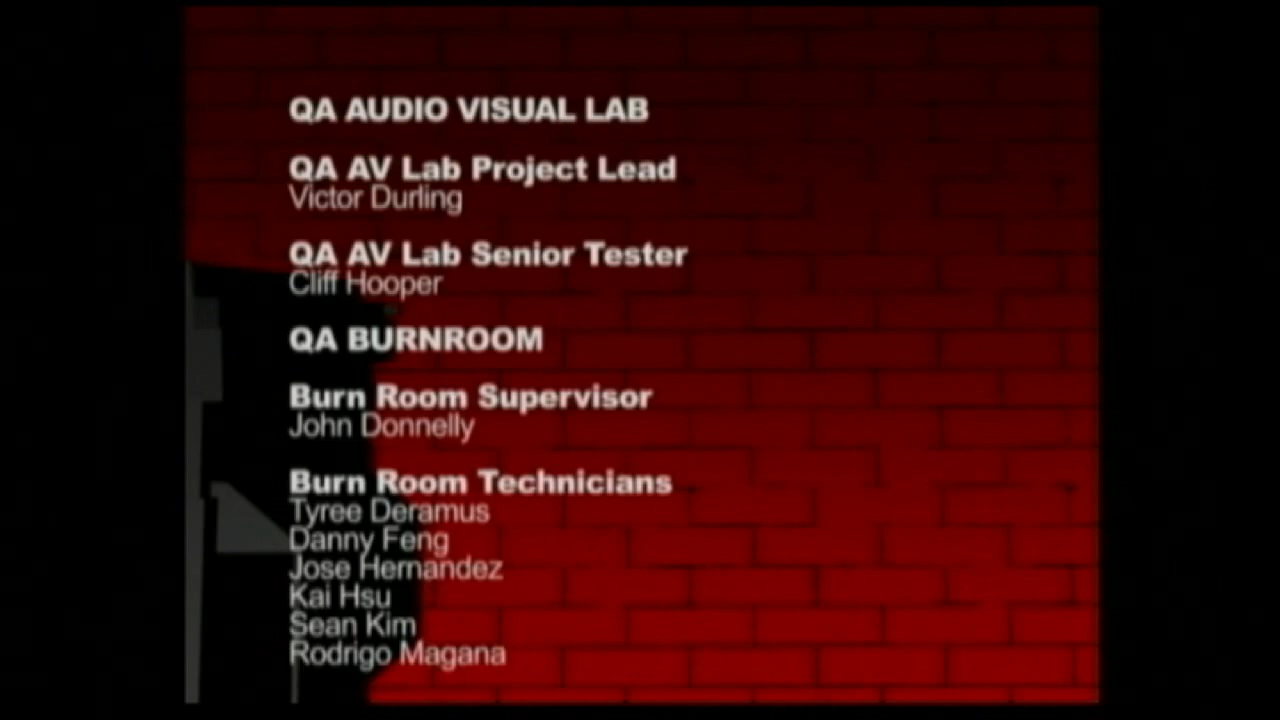 QA AUDIO VISUAL LAB
QA AV Lab Project Lead
Victor Durling
QA AV Lab Senior Tester
Cliff Hooper
QA BURNROOM
Burn Room Supervisor
John Donnelly
Burn Room Technicians
Tyree Deramus
Danny Feng
Jose Hernandez
Kai Hsu
Sean Kim
Rodrigo Magana